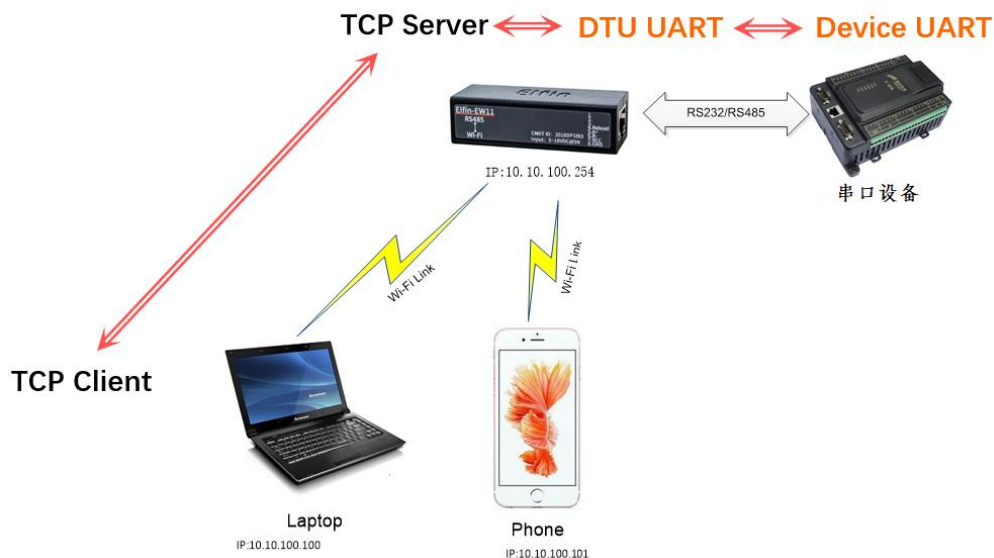 TCP Server
DTU UART
Device UART
Elfin
Elfin-EW11
RS485
Wi-Fi
Reload
RS232/RS485
IP:10.10.100.254
串口设备
Wi-Fi Link
Wi-Fi Link
TCP Client
Laptop
IP:10.10.100.100
Phone
IP:10.10.100.101